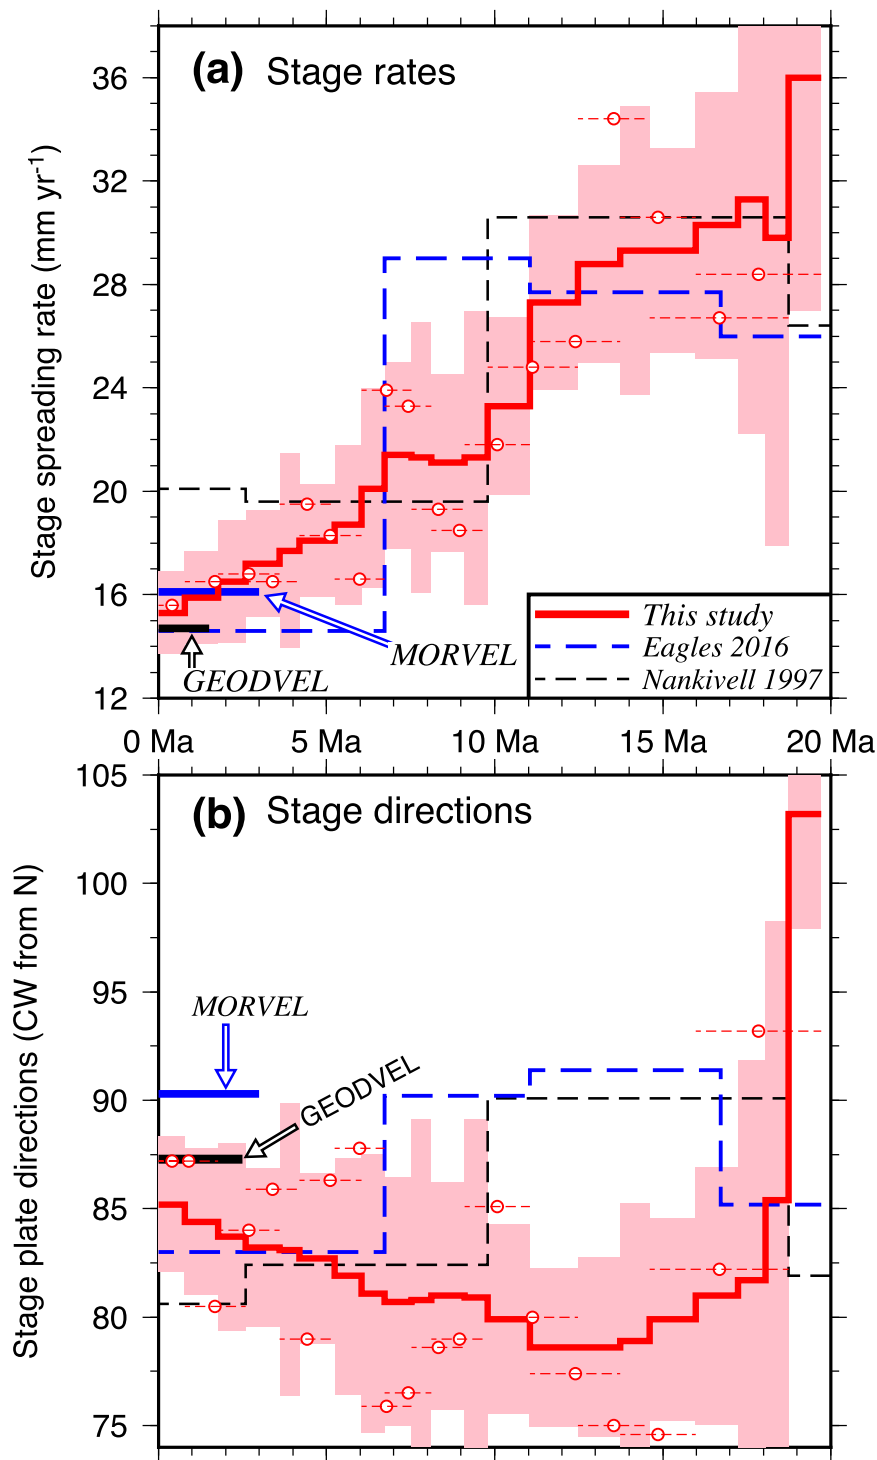 (a) Stage rates
36
32
28
24
20
16
12
Stage spreading rate (mm yr-1)
MORVEL
GEODVEL
This study
Eagles 2016
Nankivell 1997
0 Ma 5 Ma 10 Ma 15 Ma 20 Ma
(b) Stage directions
105
100
95
90
85
80
75
Stage plate directions (CW from N)
MORVEL
GEODVEL